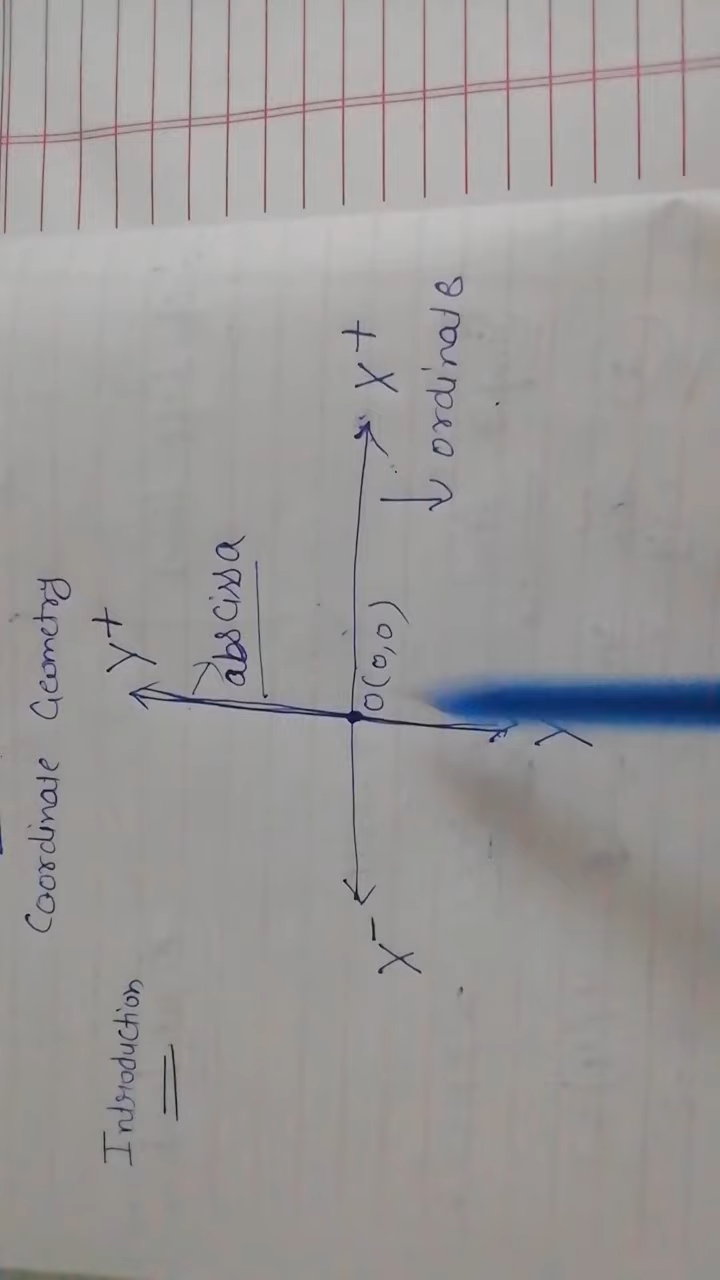 Coordinate Geometry
Introduction
Y+
abscissa
X-
X+
O(0,0)
ordinate
Y